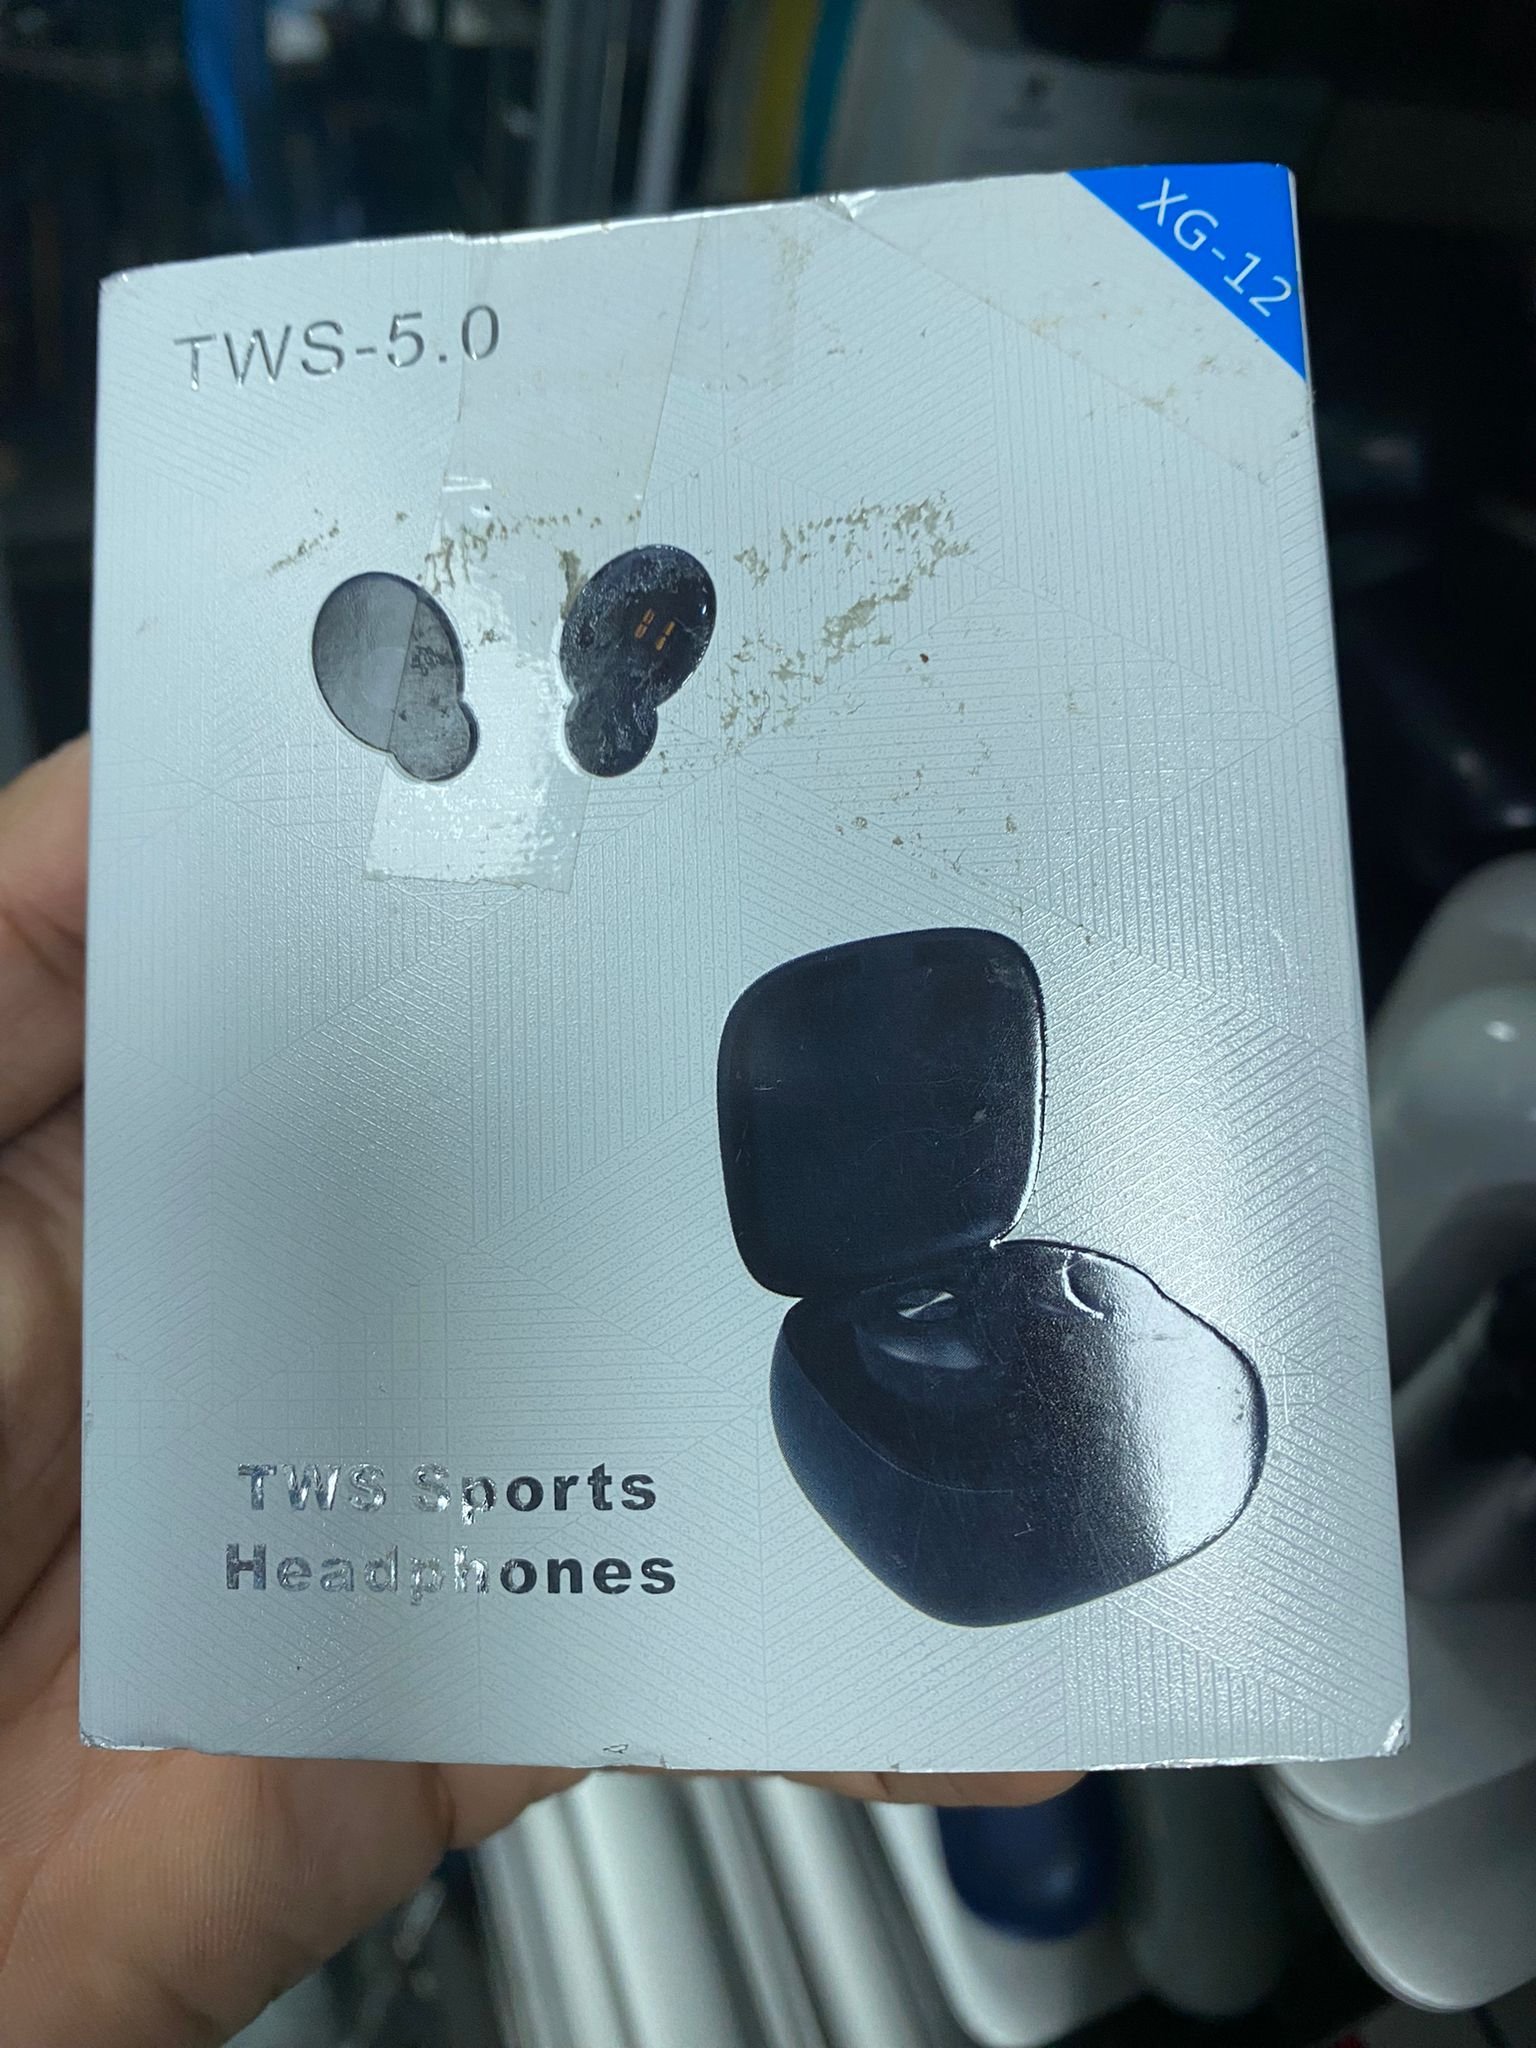 XG-12
TWS-5.0
TWS Sports
Headphones